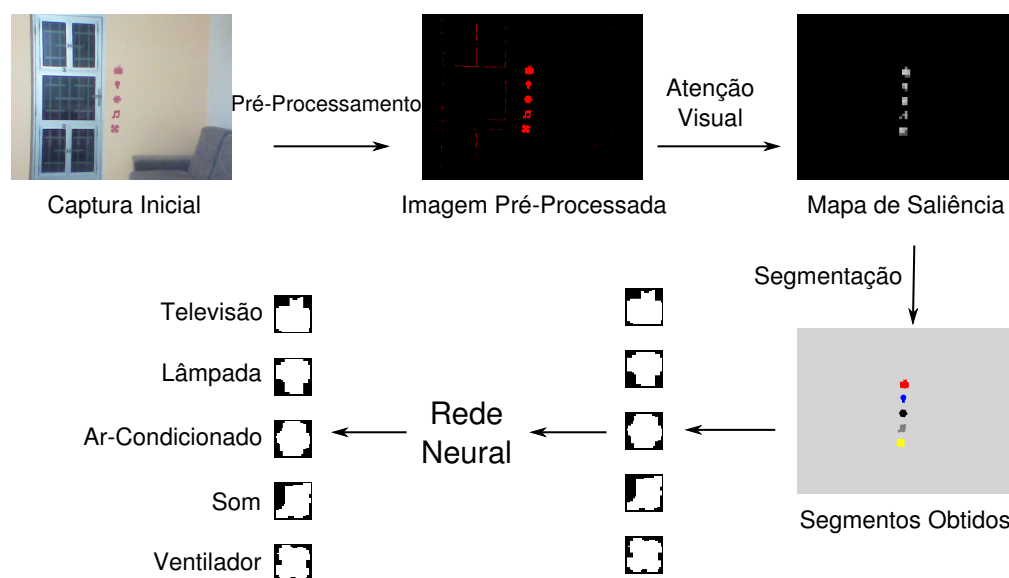 Pré-Processamento
Atenção
Visual
Captura Inicial
Imagem Pré-Processada
Mapa de Saliência
Segmentação
Televisão
Lâmpada
Ar-Condicionado
Som
Ventilador
Rede
Neural
Segmentos Obtidos